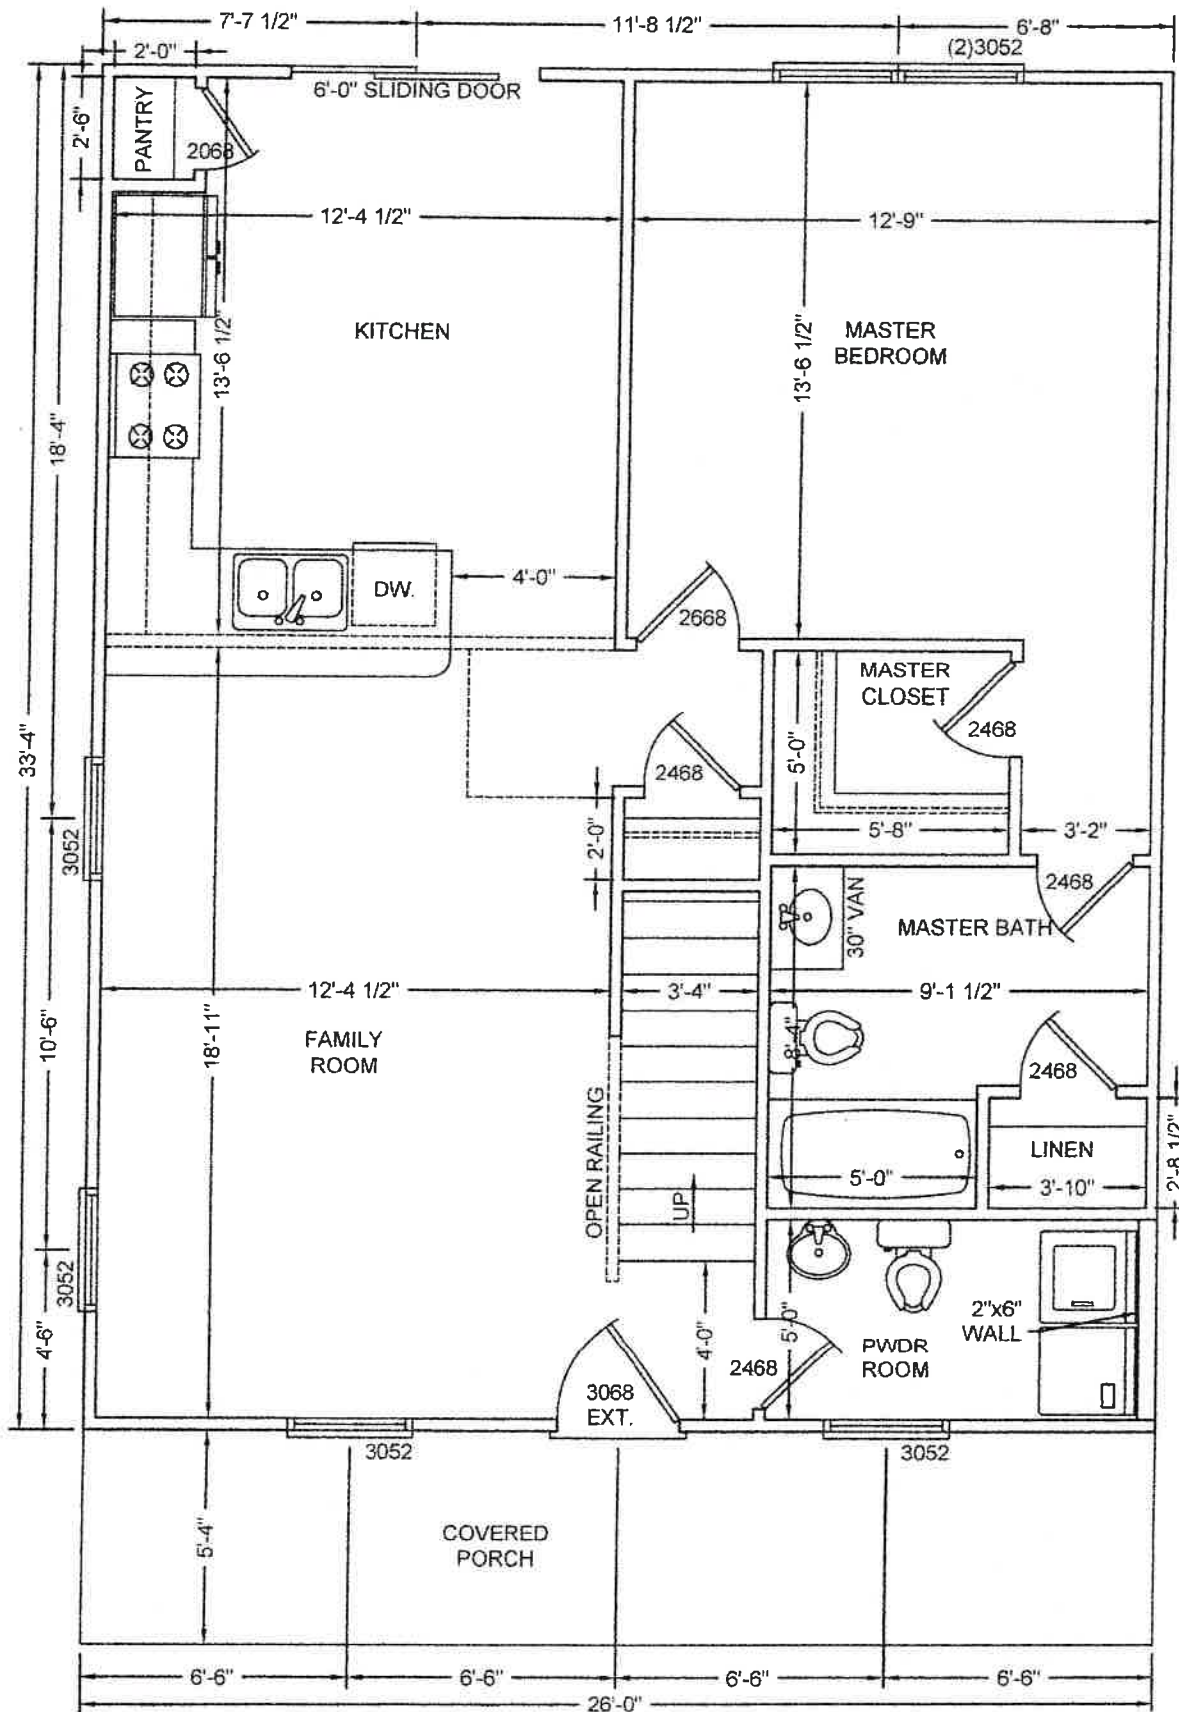 7'-7 1/2"
11'-8 1/2"
6'-8"
2'-0"
(2)3052
6'-0" SLIDING DOOR
2'-6"
PANTRY
2068
12'-4 1/2"
12'-9"
KITCHEN
MASTER
BEDROOM
13'-6 1/2"
13'-6 1/2"
18'-4"
33'-4"
4'-0"
DW.
2668
MASTER
CLOSET
2468
2468
5'-0"
5'-8"
3'-2"
2'-0"
3052
2468
30" VAN
MASTER BATH
12'-4 1/2"
3'-4"
9'-1 1/2"
10'-6"
18'-11"
FAMILY
ROOM
8'-4"
2468
OPEN RAILING
LINEN
2'-8 1/2"
5'-0"
3'-10"
UP
3052
4'-6"
4'-0"
5'-0"
2"x6"
WALL
PWDR
ROOM
2468
3068
EXT.
3052
3052
5'-4"
COVERED
PORCH
6'-6"
6'-6"
6'-6"
6'-6"
26'-0"